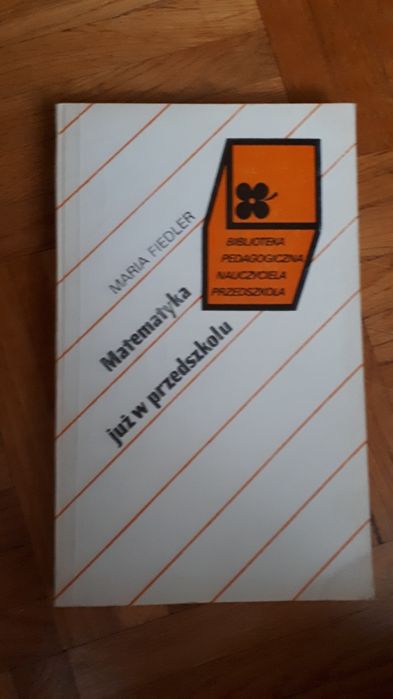 MARIA FIEDLER
Matematyka
już w przedszkolu
BIBLIOTEKA
PEDAGOGICZNA
NAUCZYCIELA
PRZEDSZKOLA